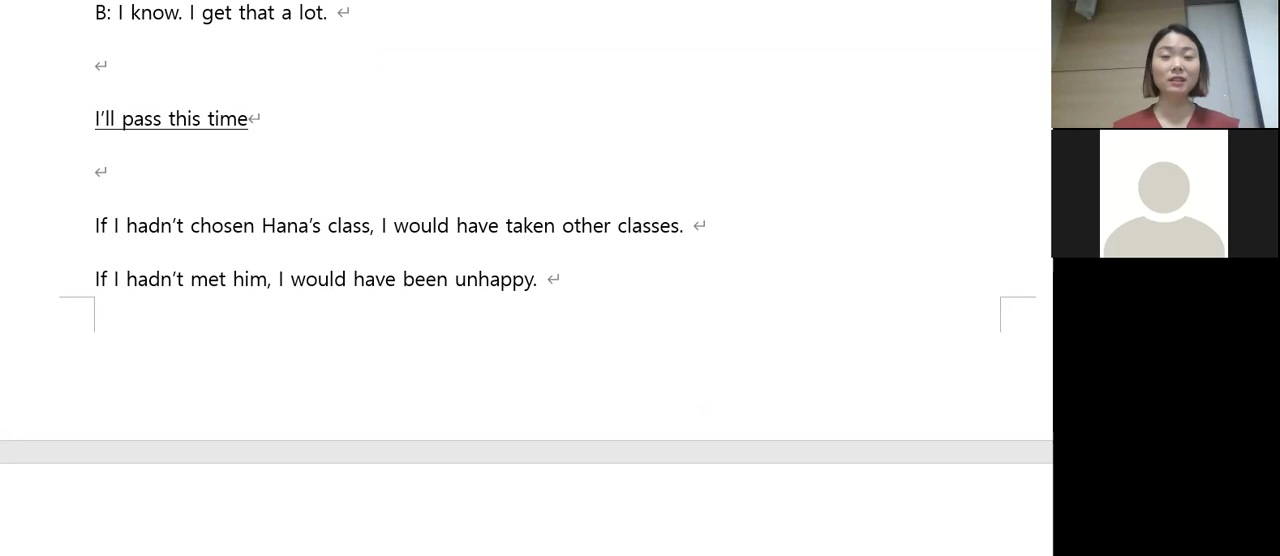 B: I know. I get that a lot.
I’ll pass this time
If I hadn’t chosen Hana’s class, I would have taken other classes.
If I hadn’t met him, I would have been unhappy.